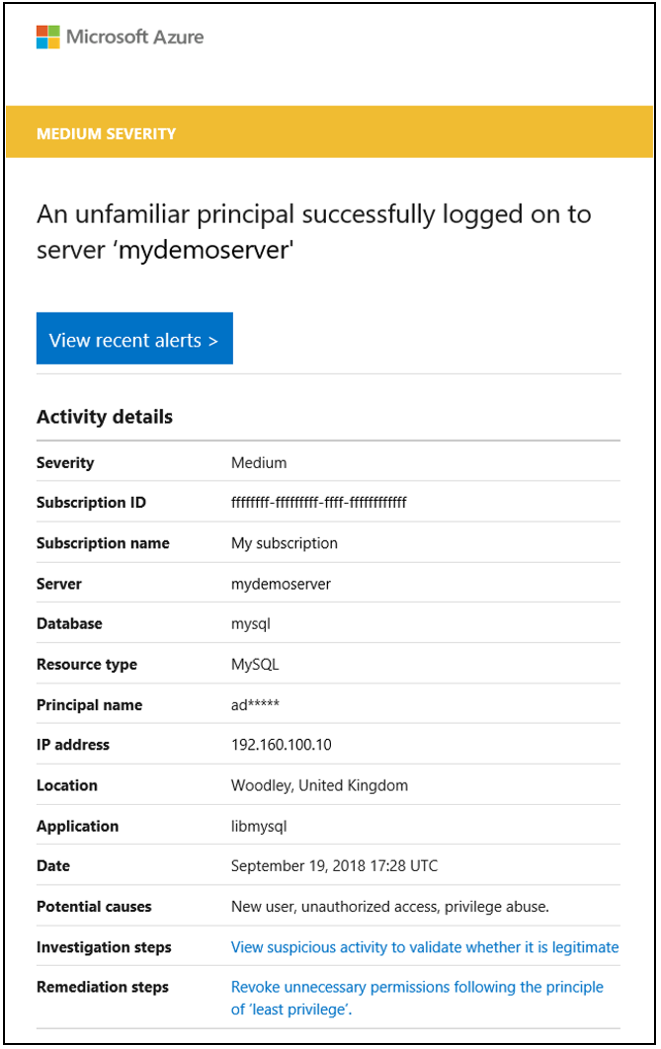 Microsoft Azure
MEDIUM SEVERITY
An unfamiliar principal successfully logged on to
server ‘mydemoserver'
View recent alerts >
Activity details
Severity Medium
Subscription ID ffffffff-fffffffff-ffff-ffffffffffff
Subscription name My subscription
Server mydemoserver
Database mysql
Resource type MySQL
Principal name ad*****
IP address 192.160.100.10
Location Woodley, United Kingdom
Application libmysql
Date September 19, 2018 17:28 UTC
Potential causes New user, unauthorized access, privilege abuse.
Investigation steps View suspicious activity to validate whether it is legitimate
Remediation steps Revoke unnecessary permissions following the principle
of ‘least privilege’.